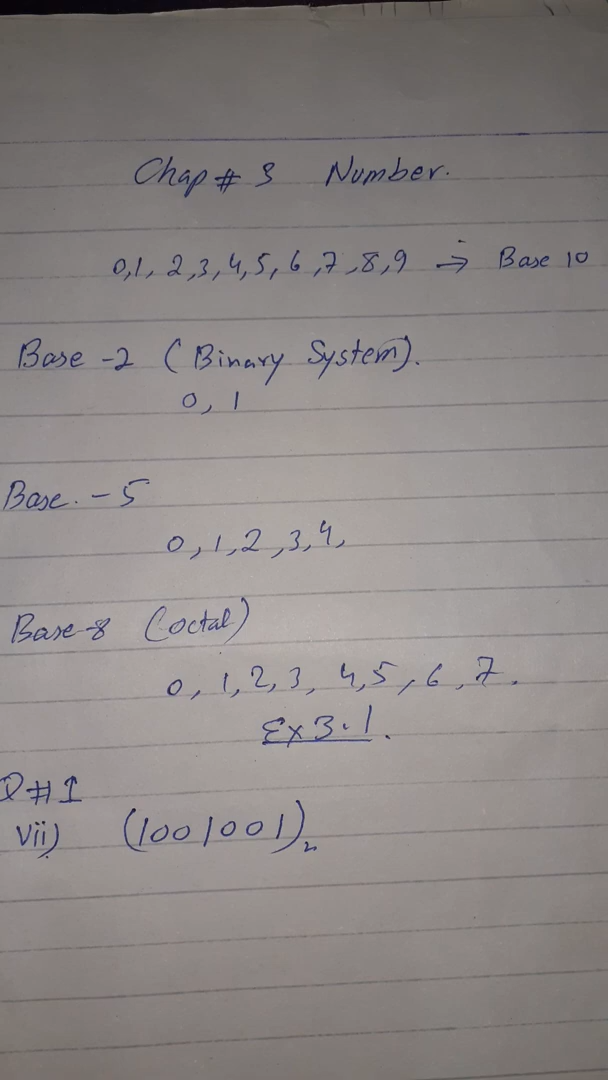 Chap # 3 Number.
0,1, 2,3,4,5,6,7,8,9 ⇒ Base 10
Base -2 (Binary System).
0, 1
Base. - 5
0,1,2,3,4,
Base-8 (octal)
0, 1,2,3, 4,5,6,7.
Ex 3.1.
Q#1
vii) (1001001)₂